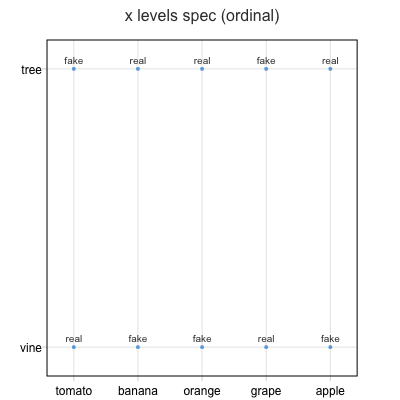 x levels spec (ordinal)
fake real real fake real
tree
real fake fake real fake
vine
tomato banana orange grape apple